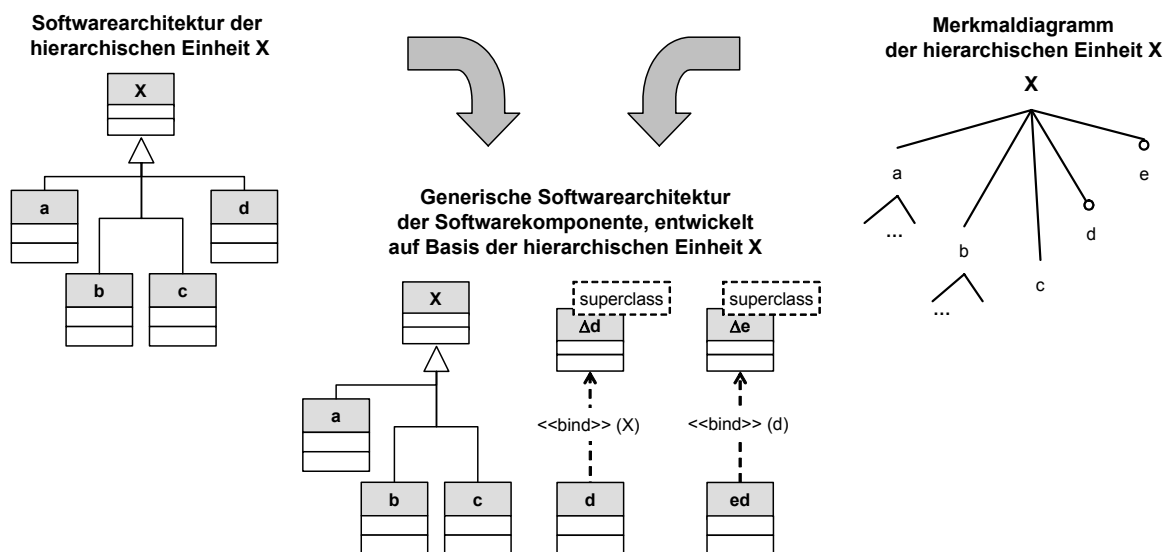 Softwarearchitektur der
hierarchischen Einheit X
X
a
d
b
c
Generische Softwarearchitektur
der Softwarekomponente, entwickelt
auf Basis der hierarchischen Einheit X
X
a
b
c
superclass
Δd
<<bind>> (X)
d
superclass
Δe
<<bind>> (d)
ed
Merkmaldiagramm
der hierarchischen Einheit X
X
a
...
b
...
c
d
e